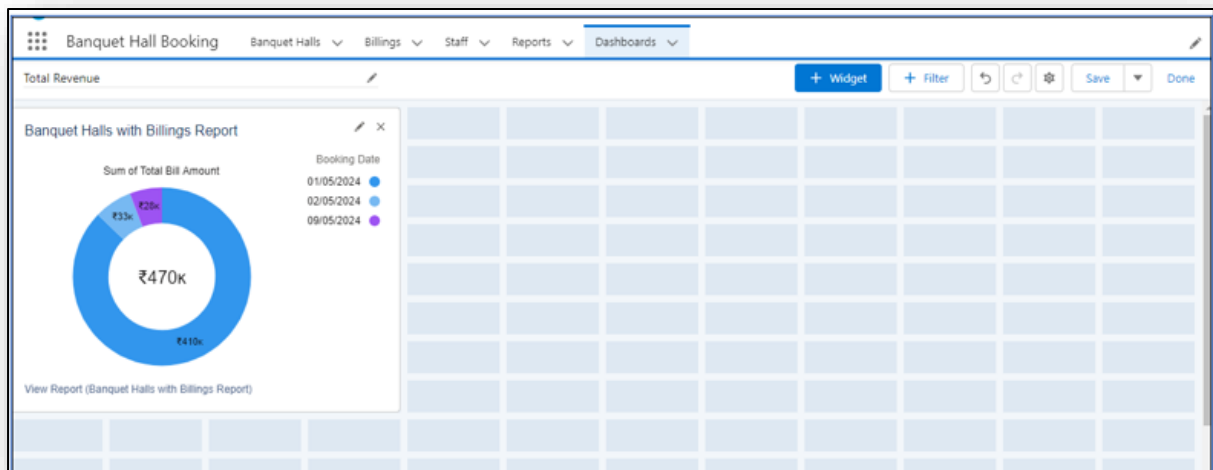 Banquet Hall Booking
Banquet Halls
Billings
Staff
Reports
Dashboards
Total Revenue
+ Widget
+ Filter
Save
Done
Banquet Halls with Billings Report
Sum of Total Bill Amount
Booking Date
01/05/2024
02/05/2024
09/05/2024
₹33K
₹28K
₹470K
₹410K
View Report (Banquet Halls with Billings Report)